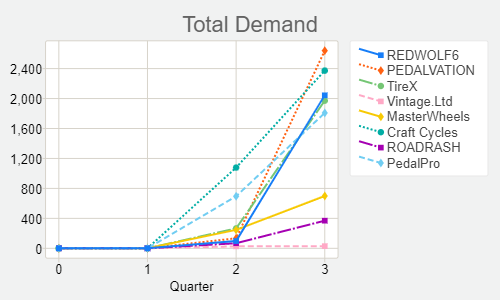 Total Demand
2,400
2,000
1,600
1,200
800
400
0
0 1 2 3
Quarter
REDWOLF6
PEDALVATION
TireX
Vintage.Ltd
MasterWheels
Craft Cycles
ROADRASH
PedalPro